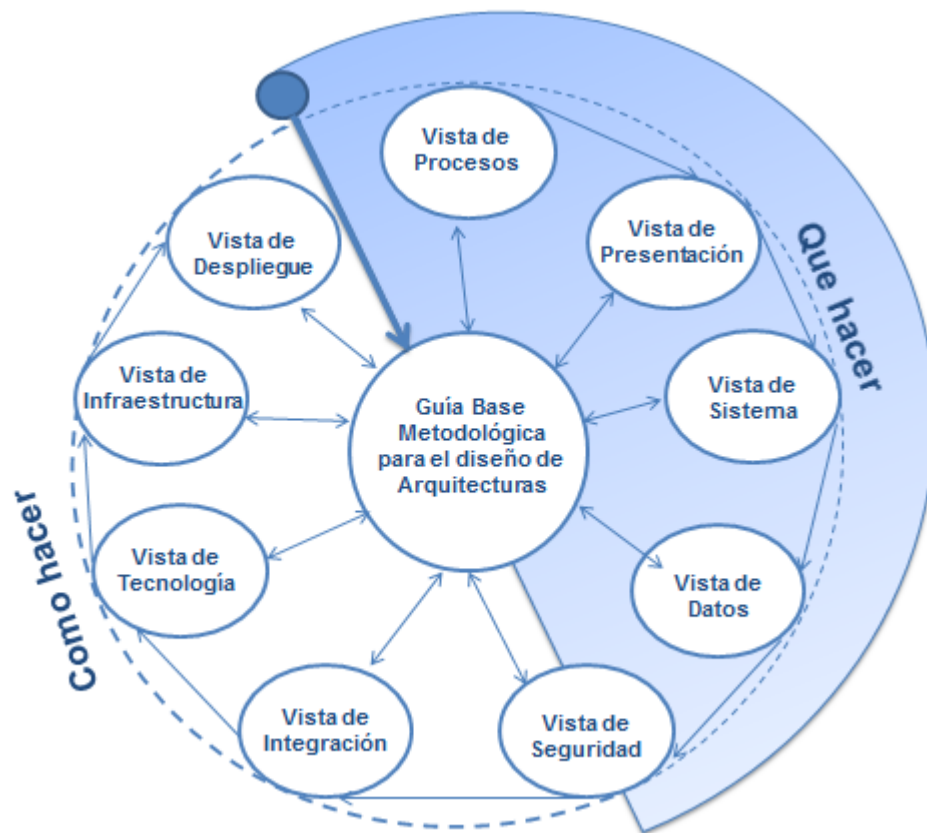 Vista de
Procesos
Vista de
Presentación
Que hacer
Vista de
Sistema
Vista de
Datos
Vista de
Seguridad
Vista de
Integración
Vista de
Tecnología
Como hacer
Vista de
Infraestructura
Vista de
Despliegue
Guía Base
Metodológica
para el diseño de
Arquitecturas